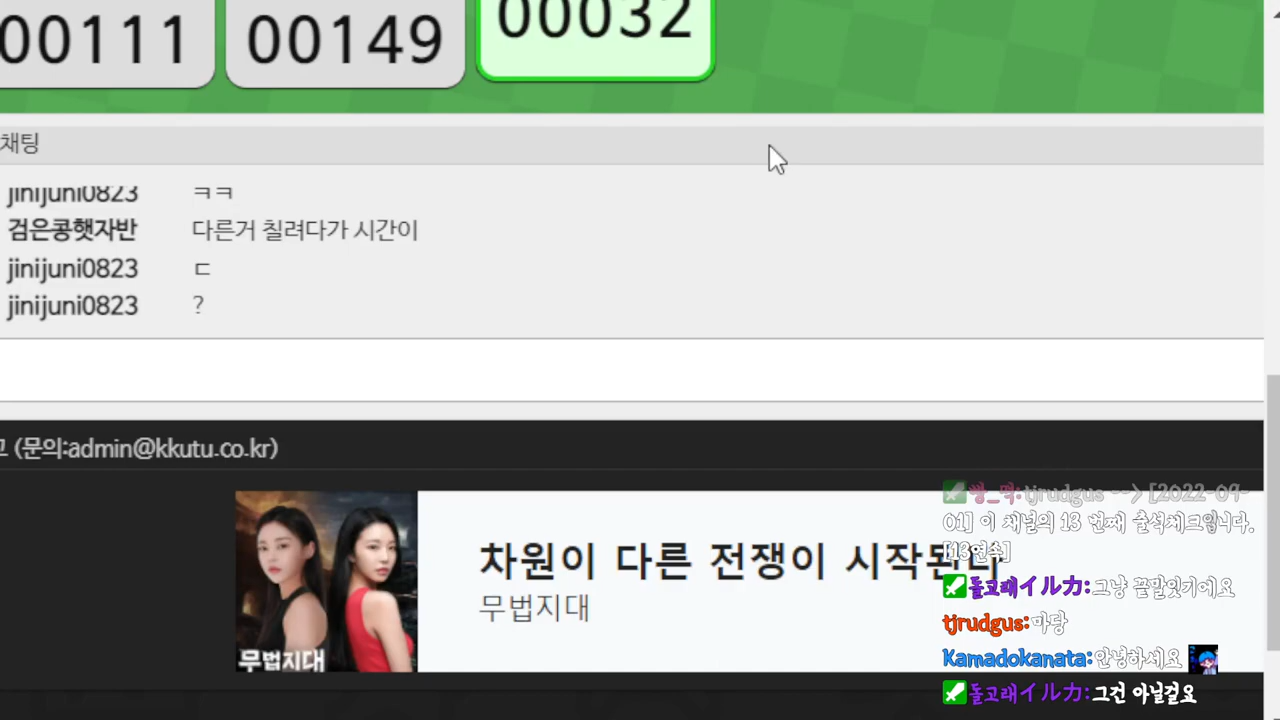 00111 00149 00032
채팅
jinijuni0823 ㅋㅋ
검은콩햇자반 다른거 칠려다가 시간이
jinijuni0823 ㄷ
jinijuni0823 ?
(문의:admin@kkutu.co.kr)
차원이 다른 전쟁이 시작된다
무법지대
무법지대
빵_떡:tjrudgus --> [2022-09-
01] 이 채널의 13 번째 출석체크입니다.
[13연속]
돌고래イルカ:그냥 끝말잇기에요
tjrudgus:마당
Kamadokanata:안녕하세요
돌고래イルカ:그건 아닐걸요